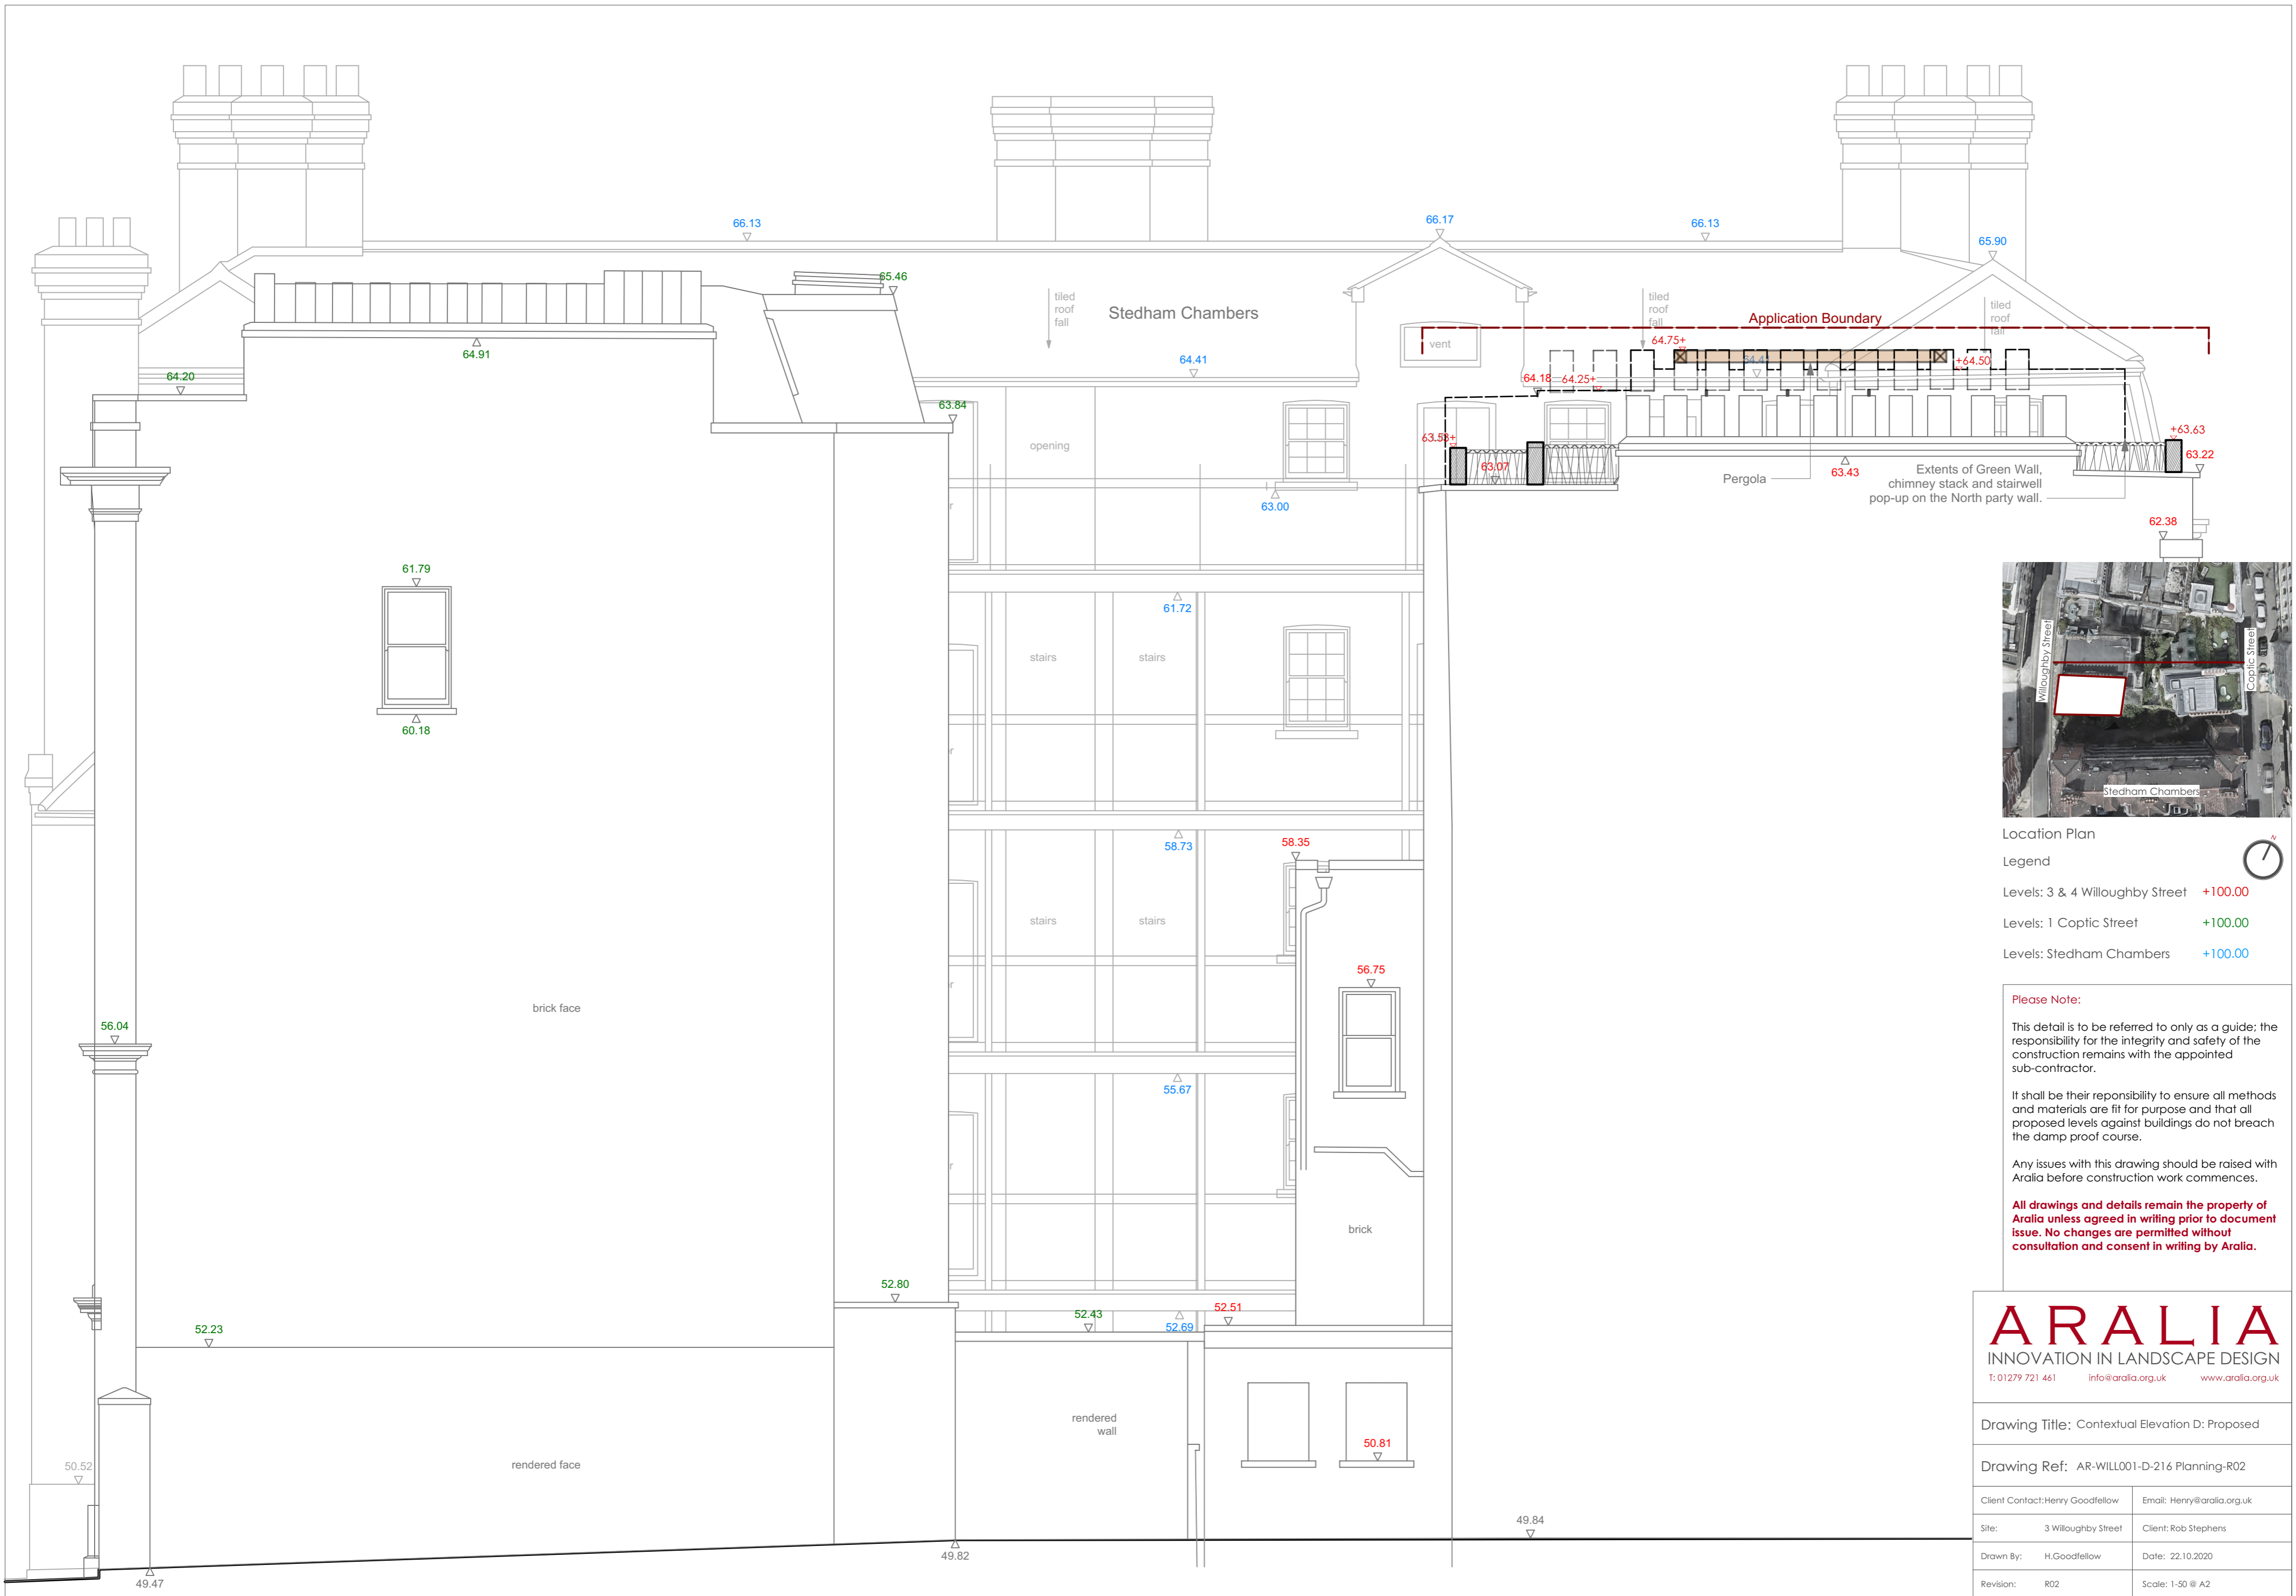 66.13
66.17
66.13
65.90
65.46
tiled
roof
fall
Stedham Chambers
tiled
roof
fall
tiled
roof
fall
Application Boundary
vent
64.91
64.41
64.75+
+64.50
64.20
64.18
64.25+
63.84
opening
63.07
63.43
+63.63
63.22
Pergola
Extents of Green Wall,
chimney stack and stairwell
pop-up on the North party wall.
63.00
62.38
61.79
61.72
60.18
stairs
stairs
58.73
58.35
stairs
stairs
56.75
brick face
56.04
55.67
brick
52.80
52.43
52.69
52.51
52.23
rendered
wall
50.81
rendered face
50.52
49.84
49.82
49.47
Willoughby Street
Coptic Street
Stedham Chambers
Location Plan
N
Legend
Levels: 3 & 4 Willoughby Street +100.00
Levels: 1 Coptic Street +100.00
Levels: Stedham Chambers +100.00
Please Note:
This detail is to be referred to only as a guide; the
responsibility for the integrity and safety of the
construction remains with the appointed
sub-contractor.
It shall be their reponsibility to ensure all methods
and materials are fit for purpose and that all
proposed levels against buildings do not breach
the damp proof course.
Any issues with this drawing should be raised with
Aralia before construction work commences.
All drawings and details remain the property of
Aralia unless agreed in writing prior to document
issue. No changes are permitted without
consultation and consent in writing by Aralia.
ARALIA
INNOVATION IN LANDSCAPE DESIGN
T: 01279 721 461 info@aralia.org.uk www.aralia.org.uk
Drawing Title: Contextual Elevation D: Proposed
Drawing Ref: AR-WILL001-D-216 Planning-R02
Client Contact: Henry Goodfellow Email: Henry@aralia.org.uk
Site: 3 Willoughby Street Client: Rob Stephens
Drawn By: H.Goodfellow Date: 22.10.2020
Revision: R02 Scale: 1-50 @ A2